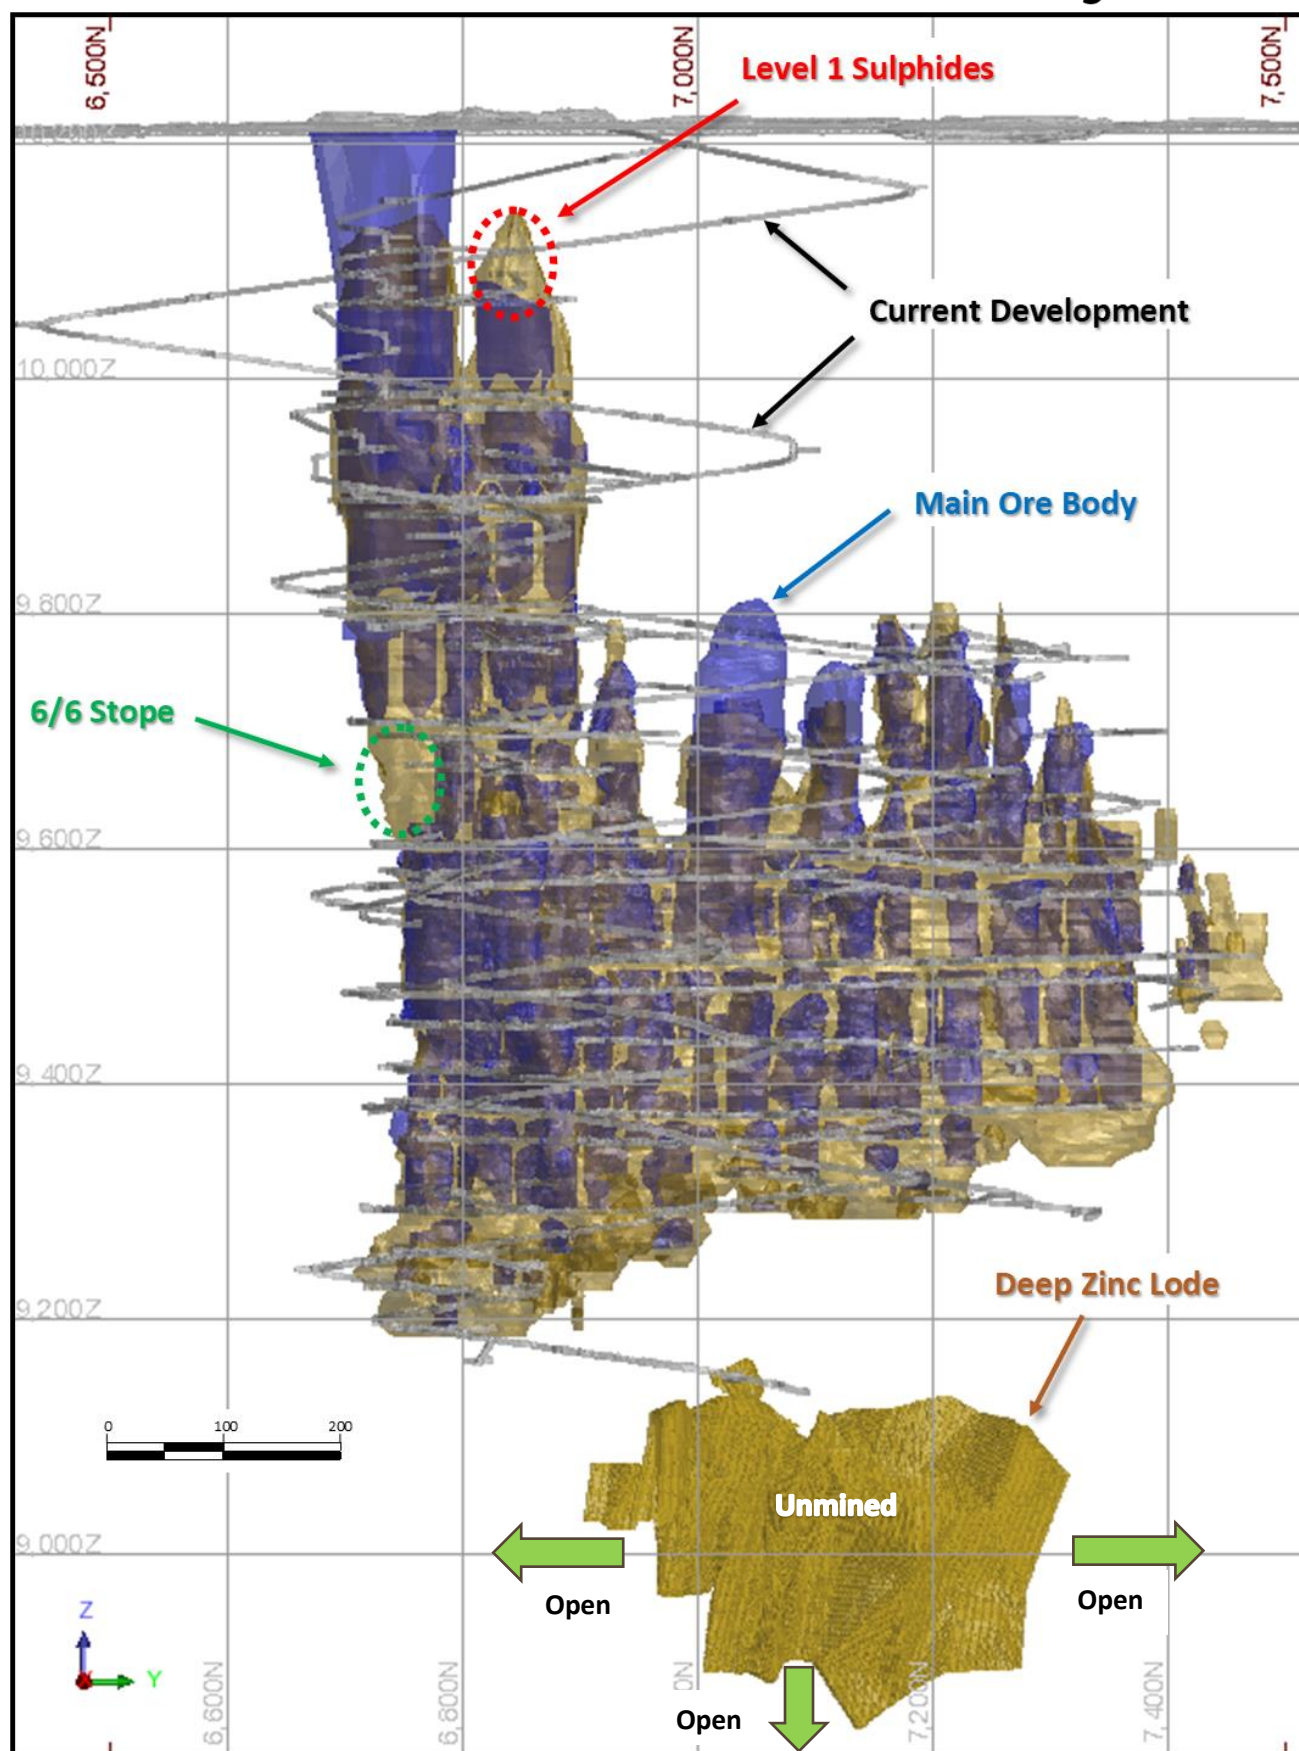 6,500N
7,000N
7,500N
Level 1 Sulphides
Current Development
10,000Z
Main Ore Body
9,800Z
6/6 Stope
9,600Z
9,400Z
Deep Zinc Lode
9,200Z
0 100 200
Unmined
9,000Z
Open
Open
Z
Y
6,600N
6,800N
7,200N
7,400N
Open